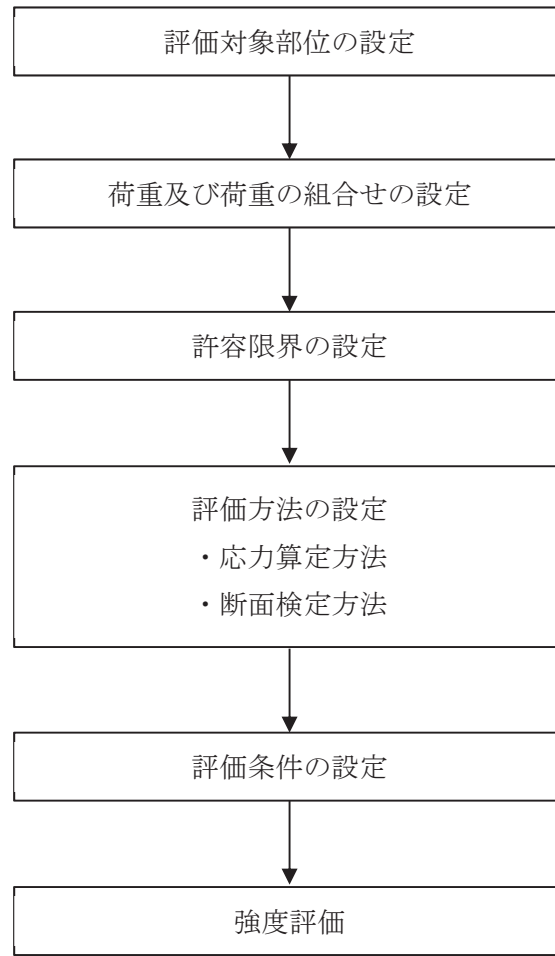 評価対象部位の設定
荷重及び荷重の組合せの設定
許容限界の設定
評価方法の設定
・応力算定方法
・断面検定方法
評価条件の設定
強度評価